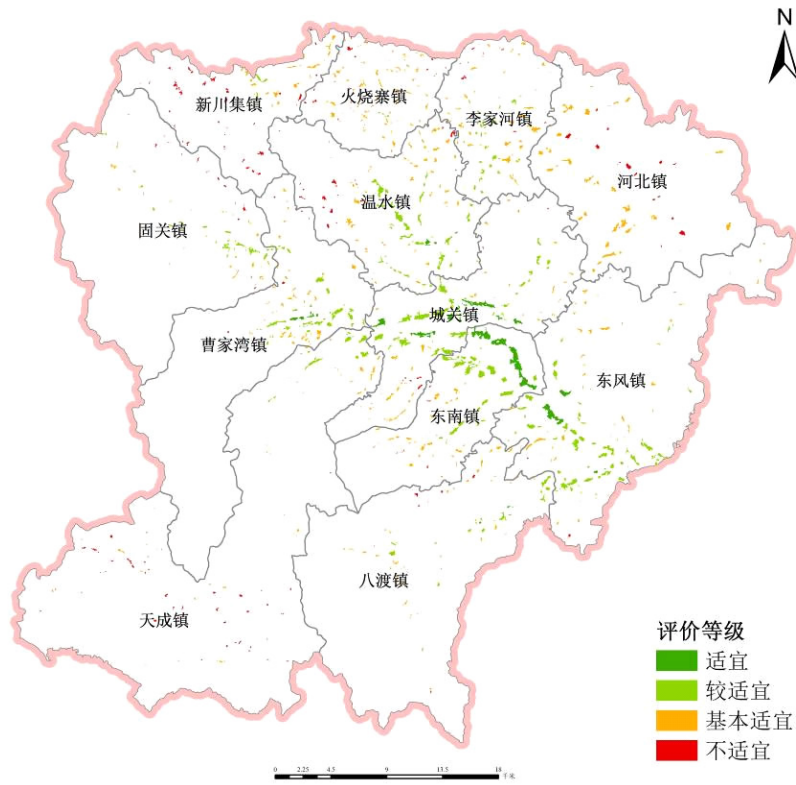 N
新川集镇
火烧寨镇
李家河镇
河北镇
温水镇
固关镇
城关镇
曹家湾镇
东风镇
东南镇
八渡镇
天成镇
评价等级
适宜
较适宜
基本适宜
不适宜
0 2.25 4.5 9 13.5 18
千米